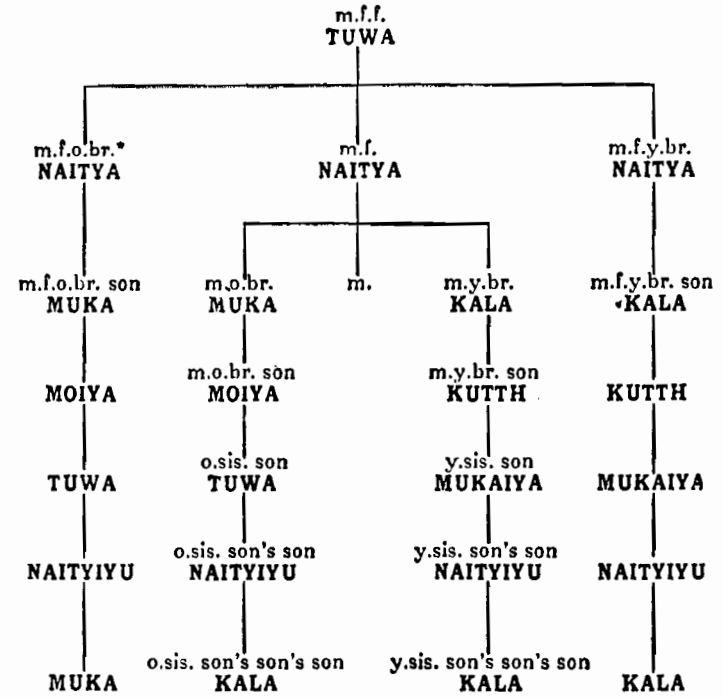 m.f.f.
TUWA
m.f.o.br.* m.f. m.f.y.br.
NAITYA NAITYA NAITYA
m.f.o.br. son m.o.br. m. m.y.br. m.f.y.br. son
MUKA MUKA KALA KALA
m.o.br. son m.y.br. son
MOIYA MOIYA KUTTH KUTTH
o.sis. son y.sis. son
TUWA TUWA MUKAIYA MUKAIYA
o.sis. son's son y.sis. son's son
NAITYIYU NAITYIYU NAITYIYU NAITYIYU
o.sis. son's son's son y.sis. son's son's son
MUKA KALA KALA KALA